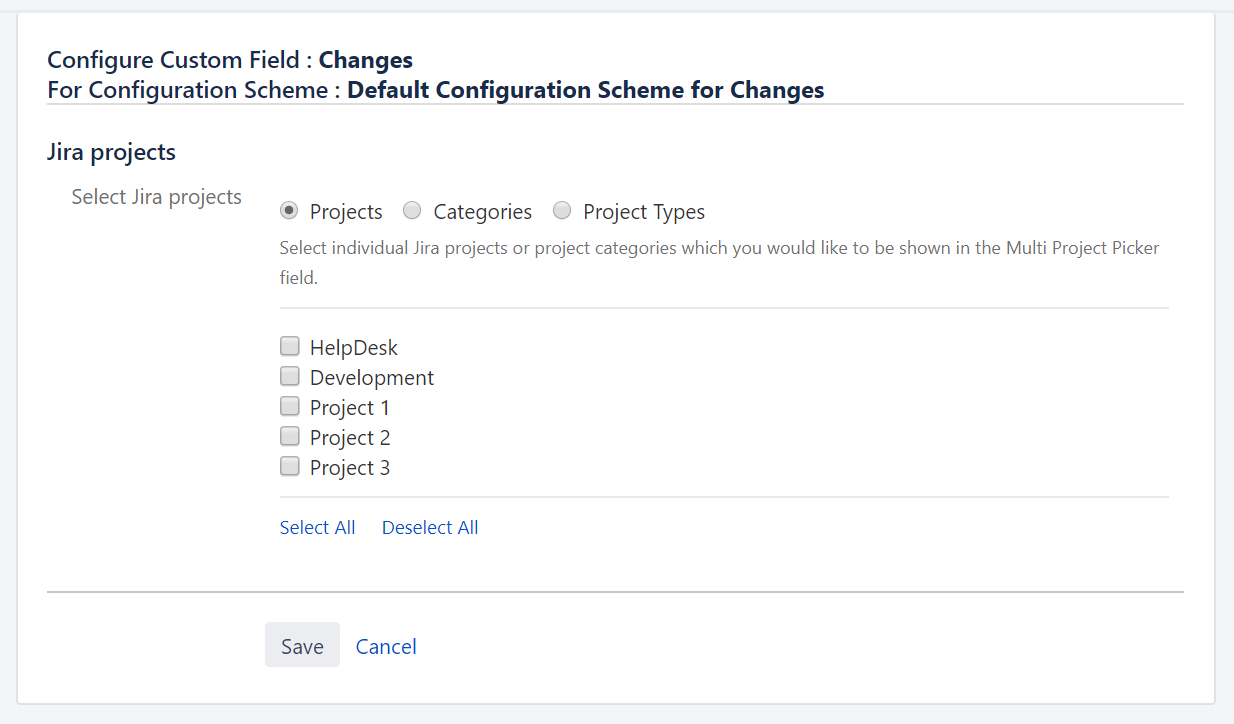 Configure Custom Field : Changes
For Configuration Scheme : Default Configuration Scheme for Changes
Jira projects
Select Jira projects
Projects Categories Project Types
Select individual Jira projects or project categories which you would like to be shown in the Multi Project Picker
field.
HelpDesk
Development
Project 1
Project 2
Project 3
Select All Deselect All
Save Cancel